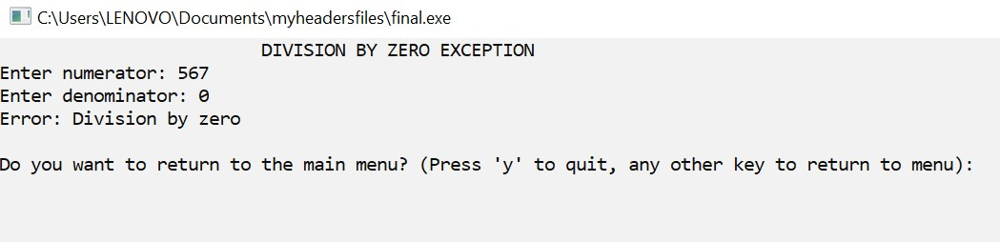 C:\Users\LENOVO\Documents\myheadersfiles\final.exe
DIVISION BY ZERO EXCEPTION
Enter numerator: 567
Enter denominator: 0
Error: Division by zero
Do you want to return to the main menu? (Press 'y' to quit, any other key to return to menu):